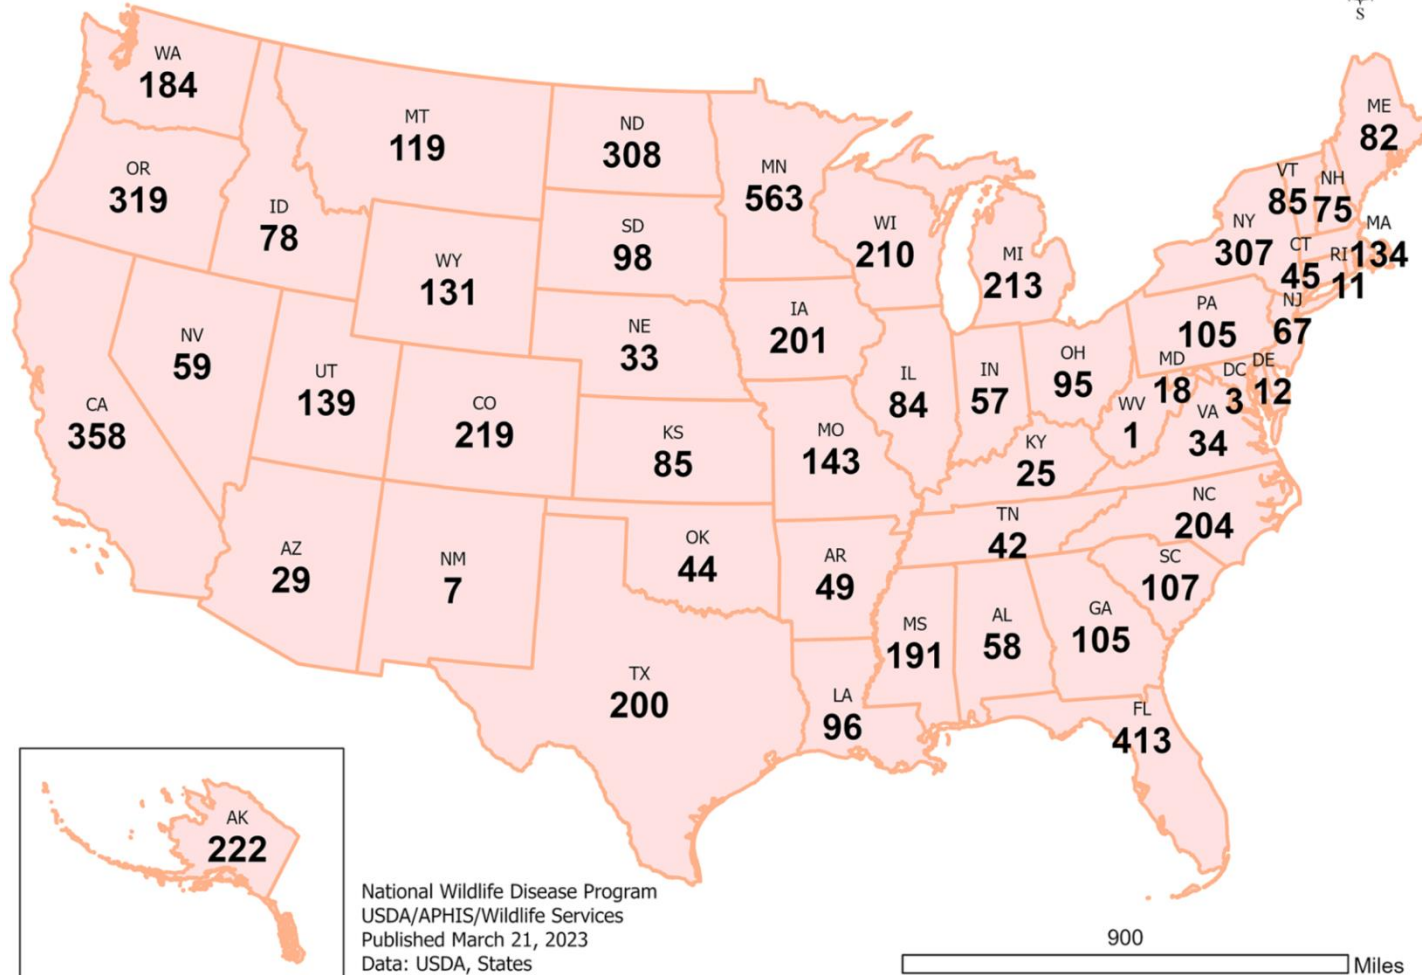 S
WA
184
MT
119
ND
308
MN
563
ME
82
OR
319
ID
78
SD
98
WI
210
MI
213
VT
85
NH
75
NY
307
MA
134
CT
45
RI
11
WY
131
NE
33
IA
201
PA
105
NJ
67
NV
59
UT
139
CO
219
IL
84
IN
57
OH
95
MD
18
DC
3
DE
12
WV
1
VA
34
CA
358
KS
85
MO
143
KY
25
NC
204
TN
42
SC
107
AZ
29
NM
7
OK
44
AR
49
MS
191
AL
58
GA
105
TX
200
LA
96
FL
413
AK
222
National Wildlife Disease Program
USDA/APHIS/Wildlife Services
Published March 21, 2023
Data: USDA, States
900
Miles